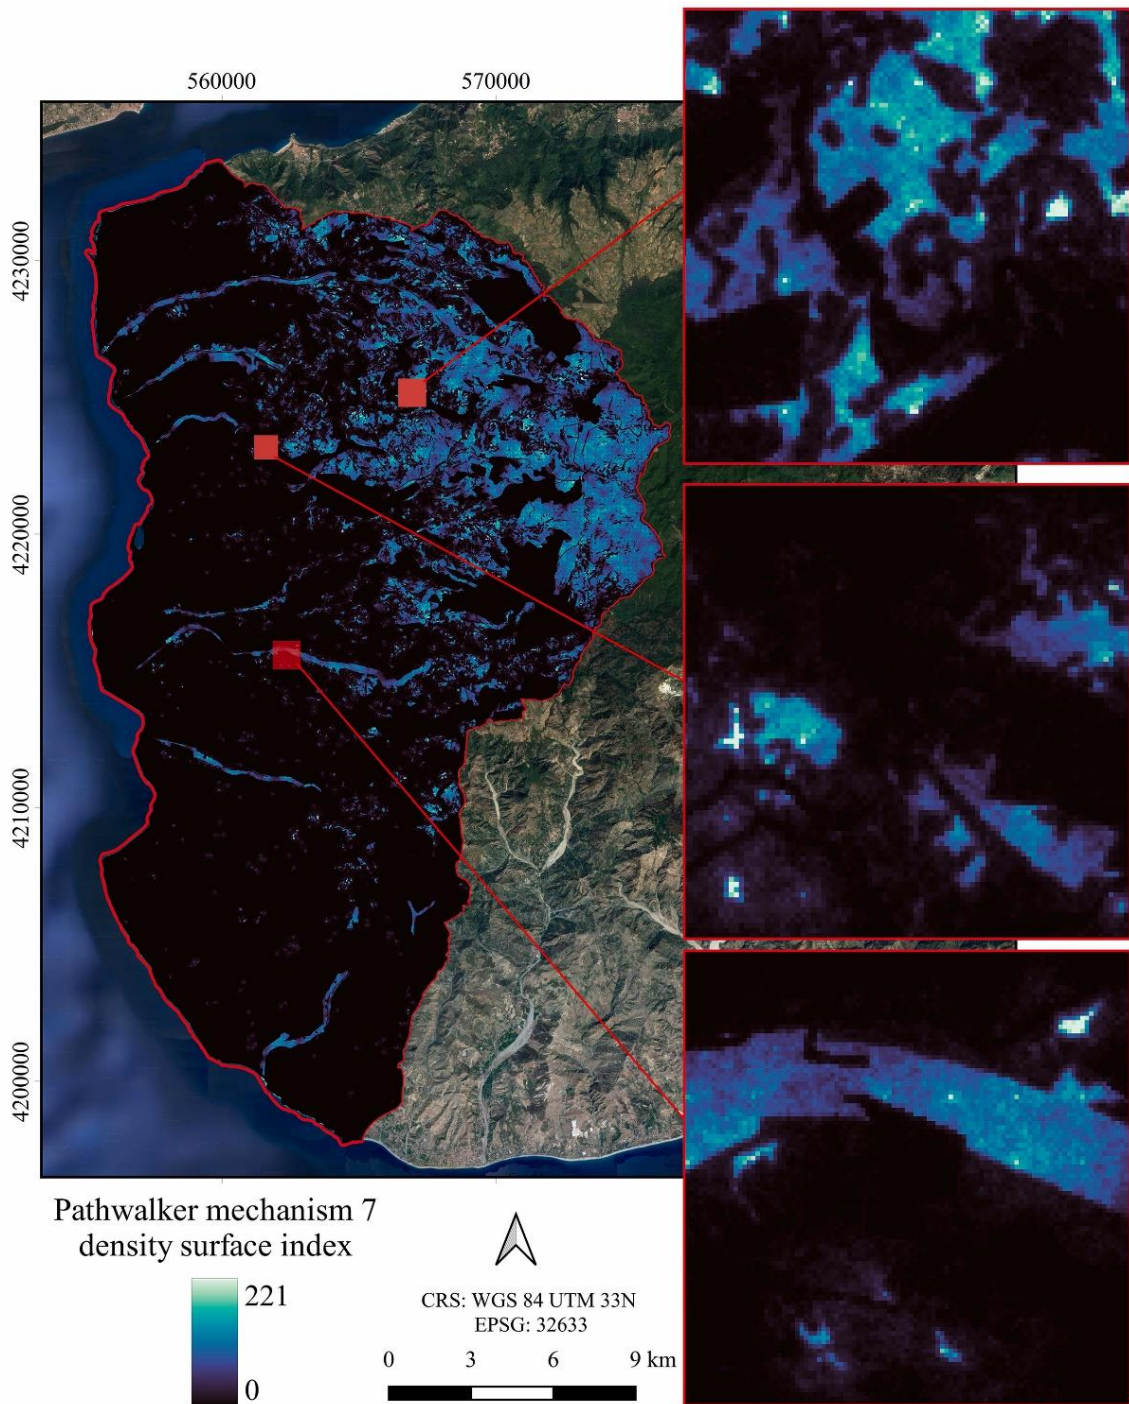 560000
570000
4230000
4220000
4210000
4200000
Pathwalker mechanism 7
density surface index
221
0
CRS: WGS 84 UTM 33N
EPSG: 32633
0 3 6 9 km